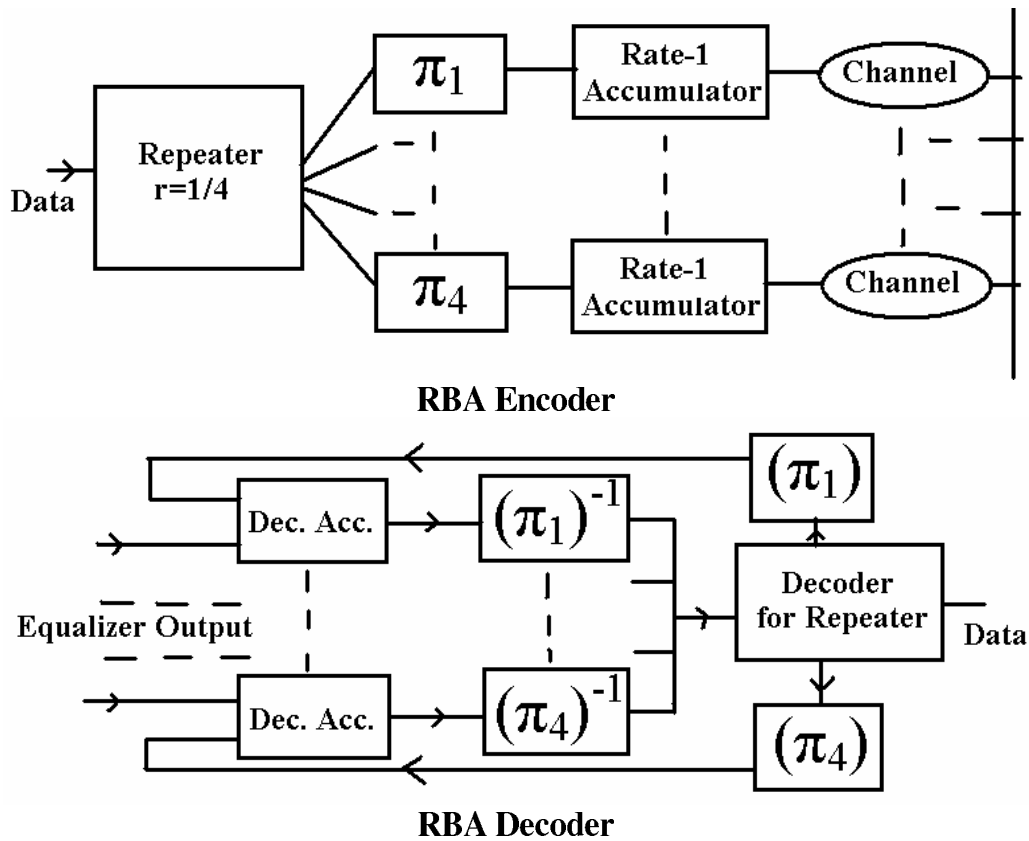 Data
Repeater
r=1/4
π1
Rate-1
Accumulator
Channel
π4
Rate-1
Accumulator
Channel
RBA Encoder
Equalizer Output
Dec. Acc.
(π1)-1
(π1)
Decoder
for Repeater
Data
Dec. Acc.
(π4)-1
(π4)
RBA Decoder